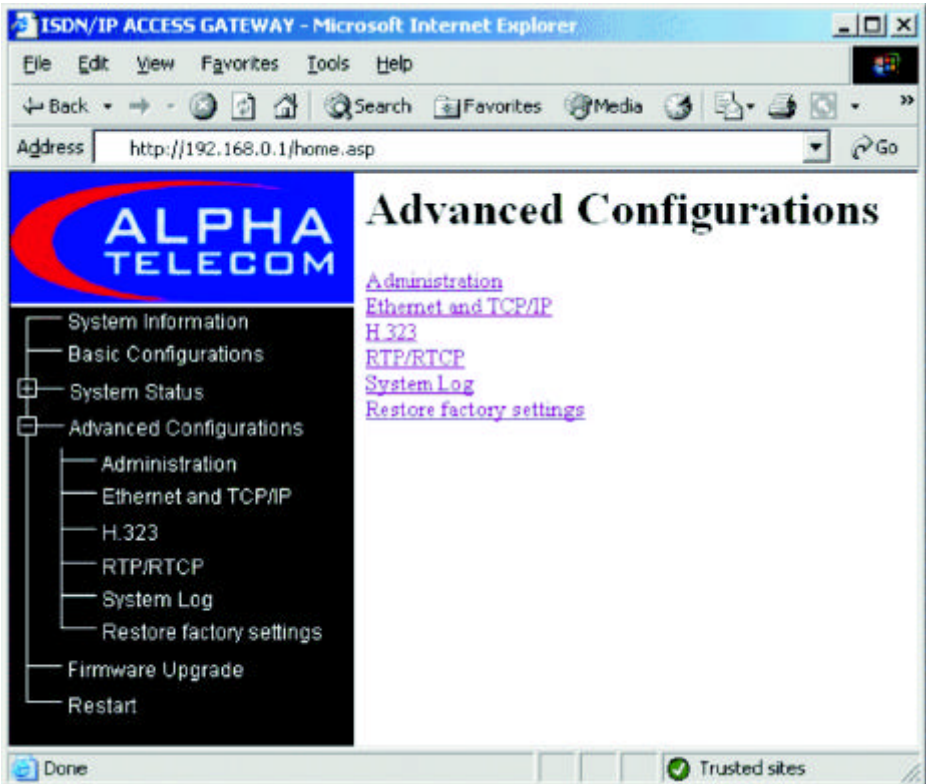 ISDN/IP ACCESS GATEWAY - Microsoft Internet Explorer
File Edit View Favorites Tools Help
Back Search Favorites Media »
Address http://192.168.0.1/home.asp Go
ALPHA
TELECOM
System Information
Basic Configurations
System Status
Advanced Configurations
Administration
Ethernet and TCP/IP
H.323
RTP/RTCP
System Log
Restore factory settings
Firmware Upgrade
Restart
Advanced Configurations
Administration
Ethernet and TCP/IP
H.323
RTP/RTCP
System Log
Restore factory settings
Done Trusted sites